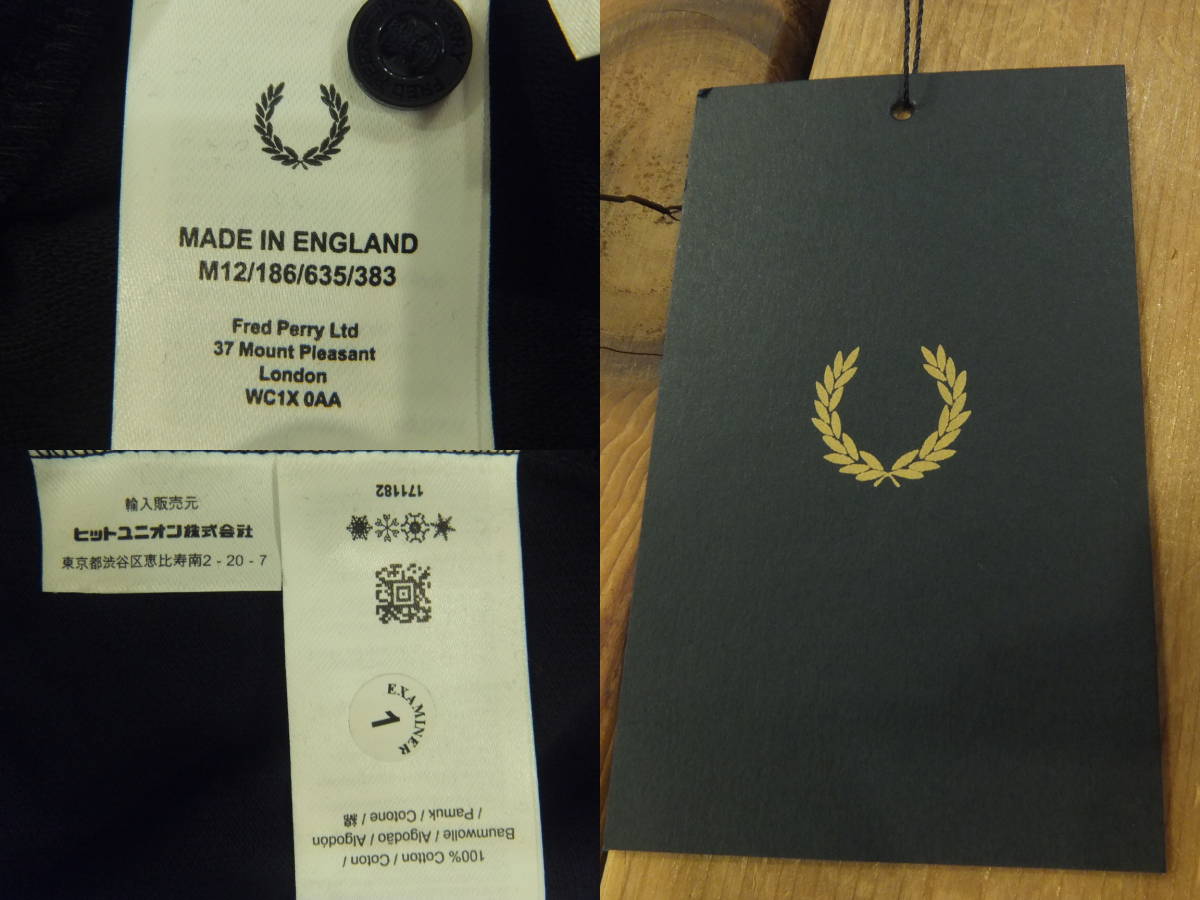 MADE IN ENGLAND
M12/186/635/383
Fred Perry Ltd
37 Mount Pleasant
London
WC1X 0AA
輸入販売元
ヒットユニオン株式会社
東京都渋谷区恵比寿南2 - 20 - 7
171182
EXAMINER
1
100% Cotton / Coton /
Baumwolle / Algodão / Algodón
/ Pamuk / Cotone / 綿